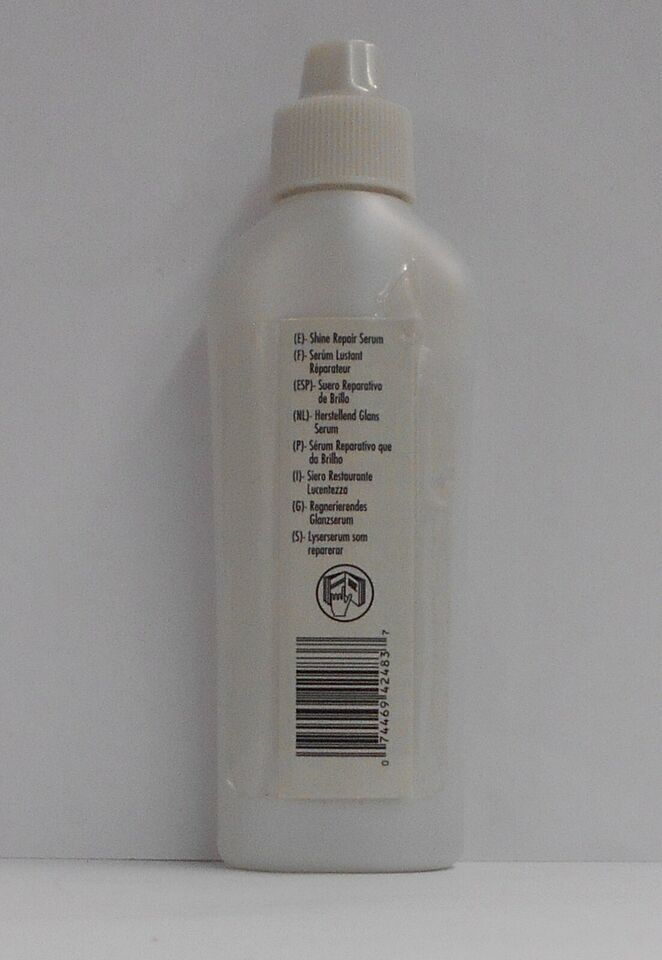 (E)- Shine Repair Serum
(F)- Serúm Lustant
Réparateur
(ESP)- Suero Reparativo
de Brillo
(NL)- Herstellend Glans
Serum
(P)- Sérum Reparativo que
da Brilho
(I)- Siero Restaurante
Lucentezza
(G)- Regnerierendes
Glanzserum
(S)- Lyserserum som
reparerar
0 74469 42483 7